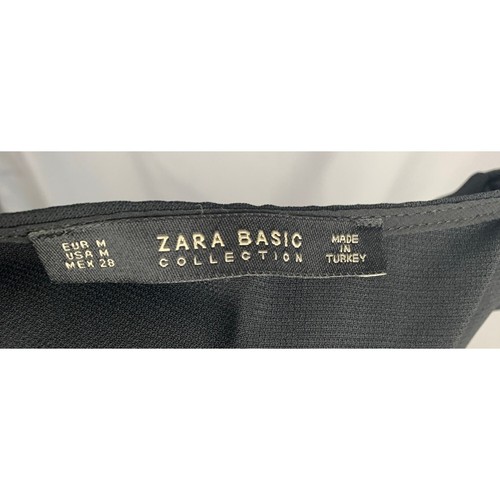 EUR M
USA M
MEX 28
ZARA BASIC
COLLECTION
MADE
IN
TURKEY